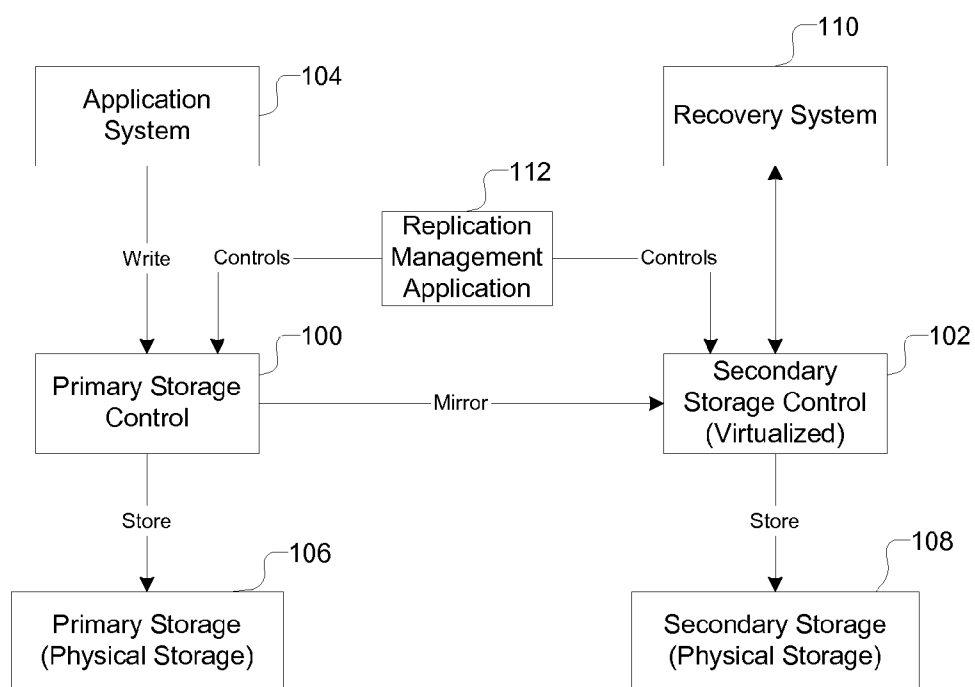 110
104
Application
System
Recovery System
112
Replication
Management
Application
Write
Controls
Controls
100
102
Primary Storage
Control
Mirror
Secondary
Storage Control
(Virtualized)
Store
Store
106
108
Primary Storage
(Physical Storage)
Secondary Storage
(Physical Storage)